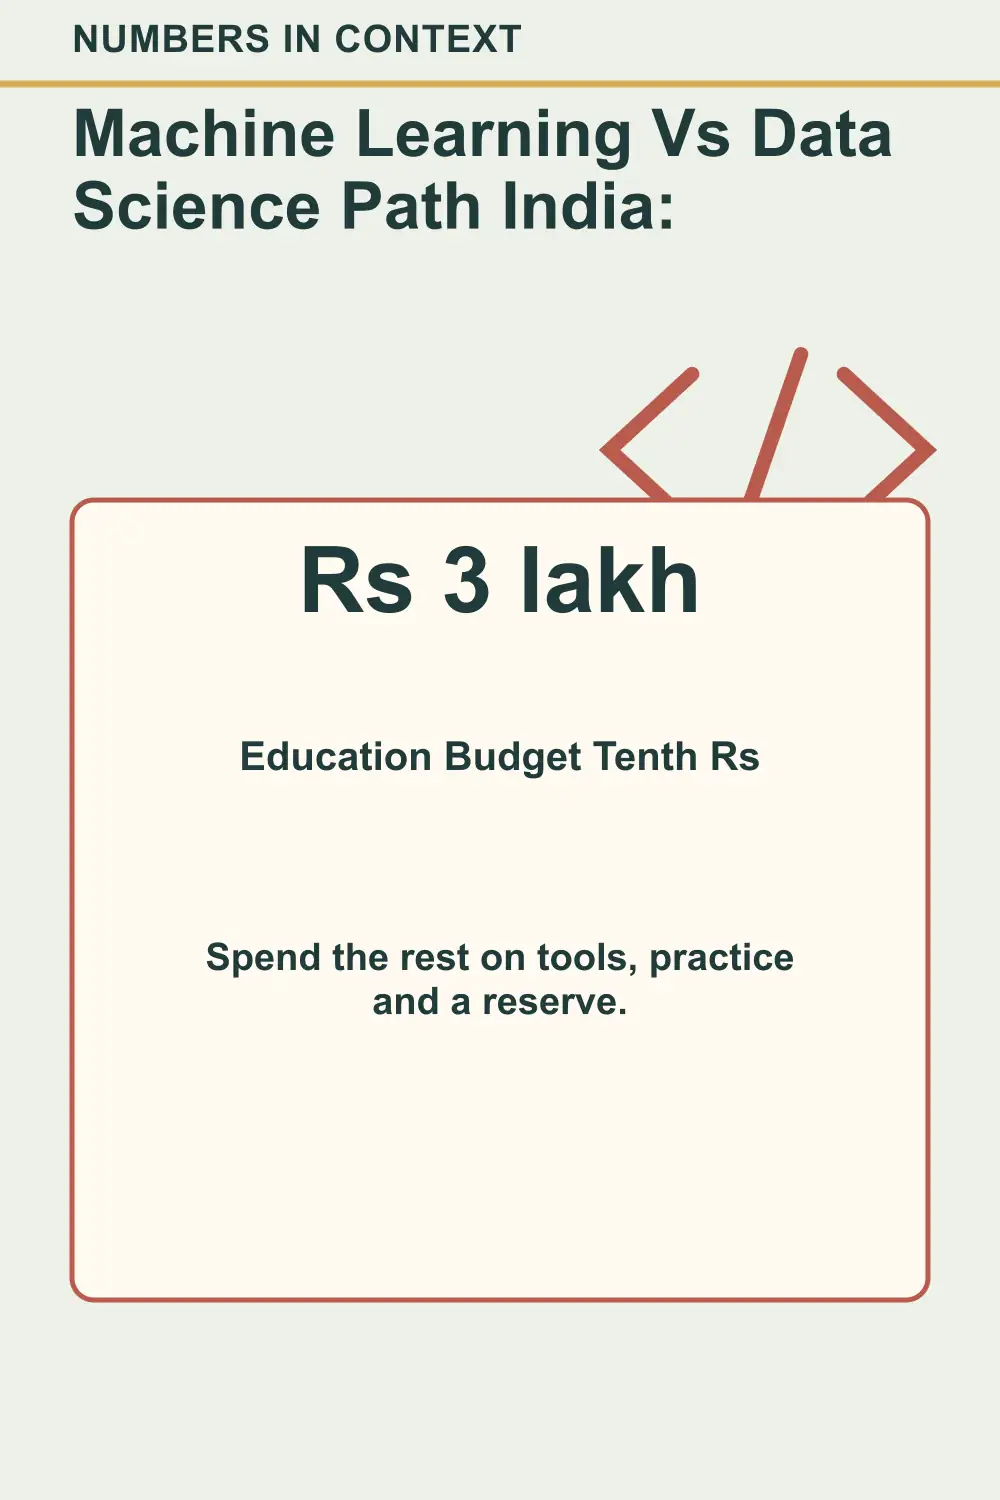 NUMBERS IN CONTEXT
Machine Learning Vs Data
Science Path India:
Rs 3 lakh
Education Budget Tenth Rs
Spend the rest on tools, practice
and a reserve.